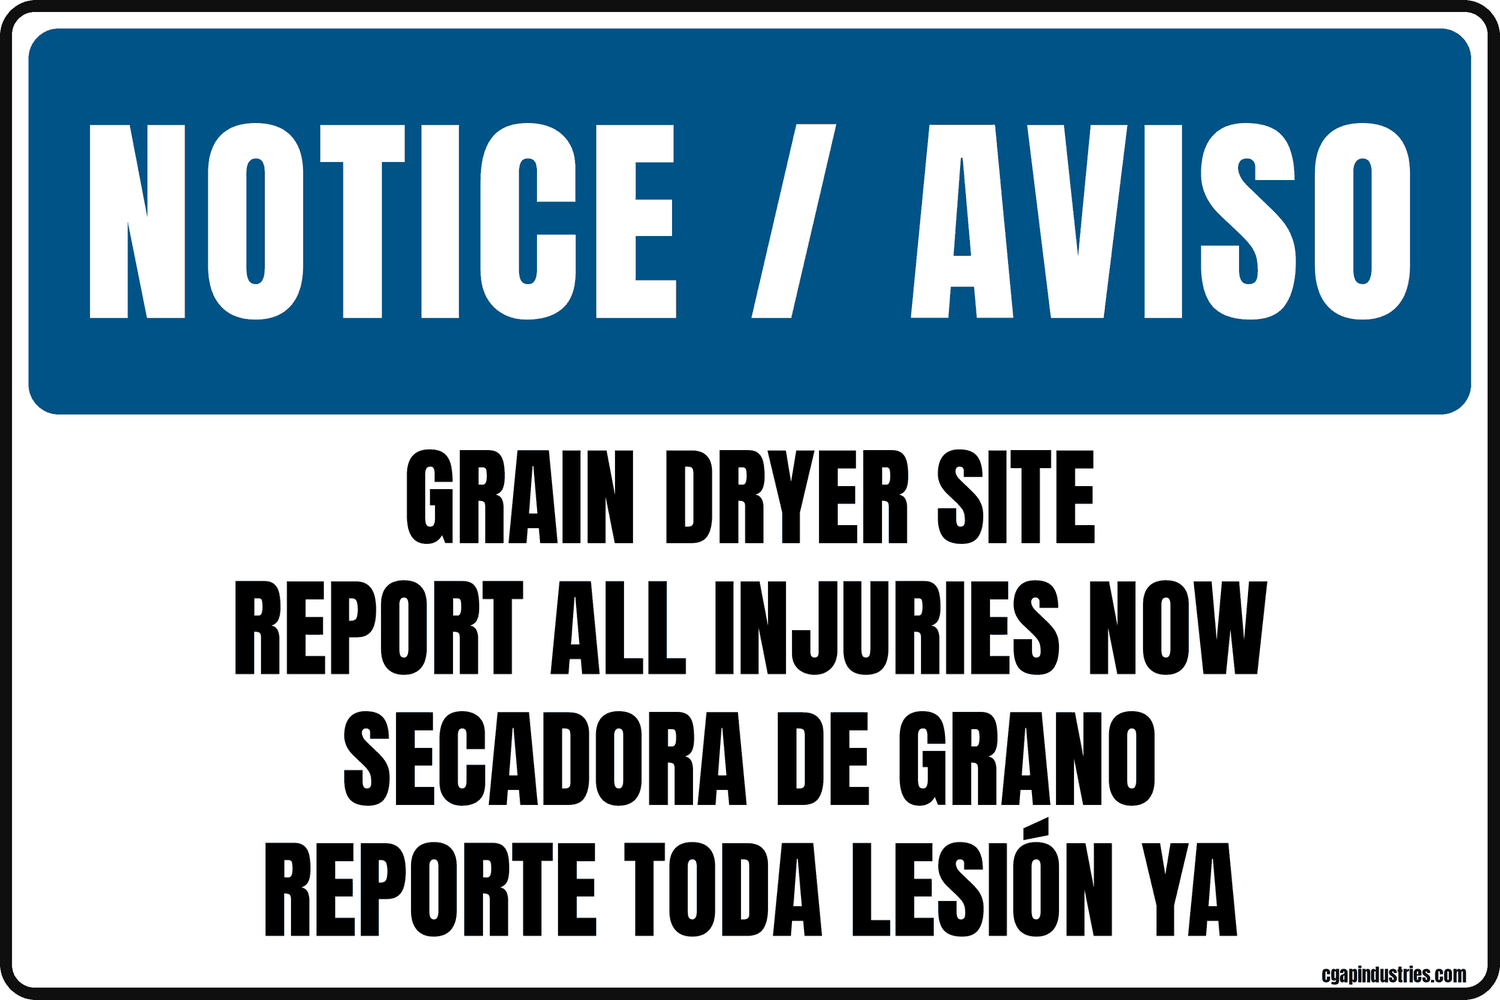 NOTICE / AVISO
GRAIN DRYER SITE
REPORT ALL INJURIES NOW
SECADORA DE GRANO
REPORTE TODA LESIÓN YA
cgapindustries.com